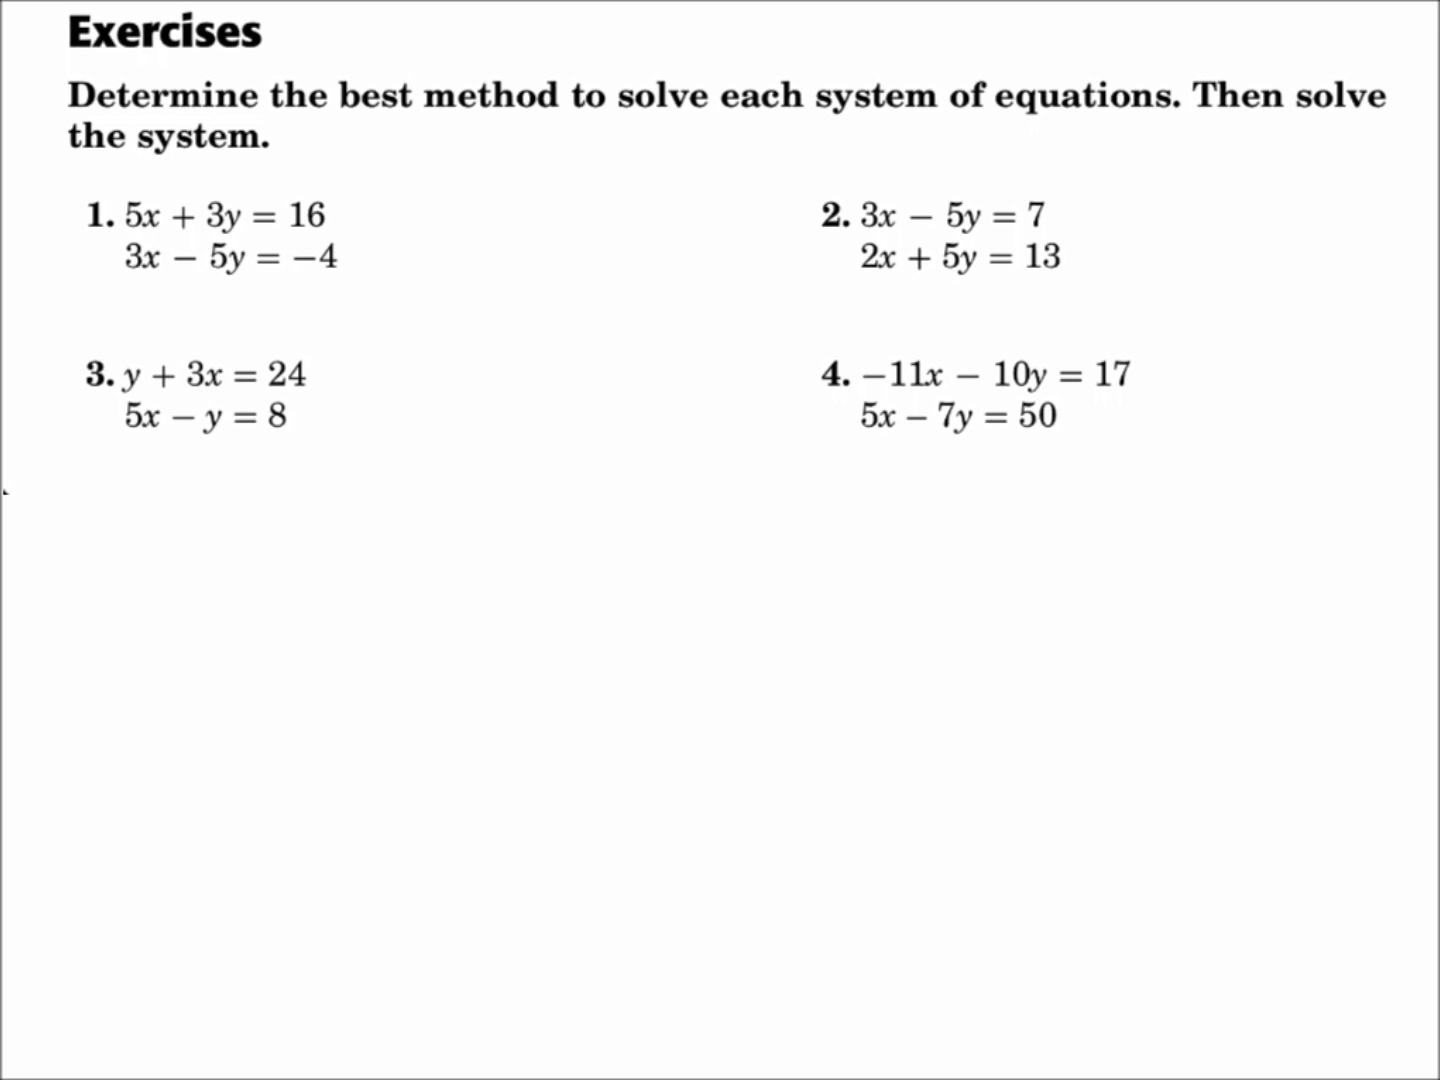 Exercises
Determine the best method to solve each system of equations. Then solve
the system.
1. 5x + 3y = 16
3x − 5y = −4
2. 3x − 5y = 7
2x + 5y = 13
3. y + 3x = 24
5x − y = 8
4. −11x − 10y = 17
5x − 7y = 50